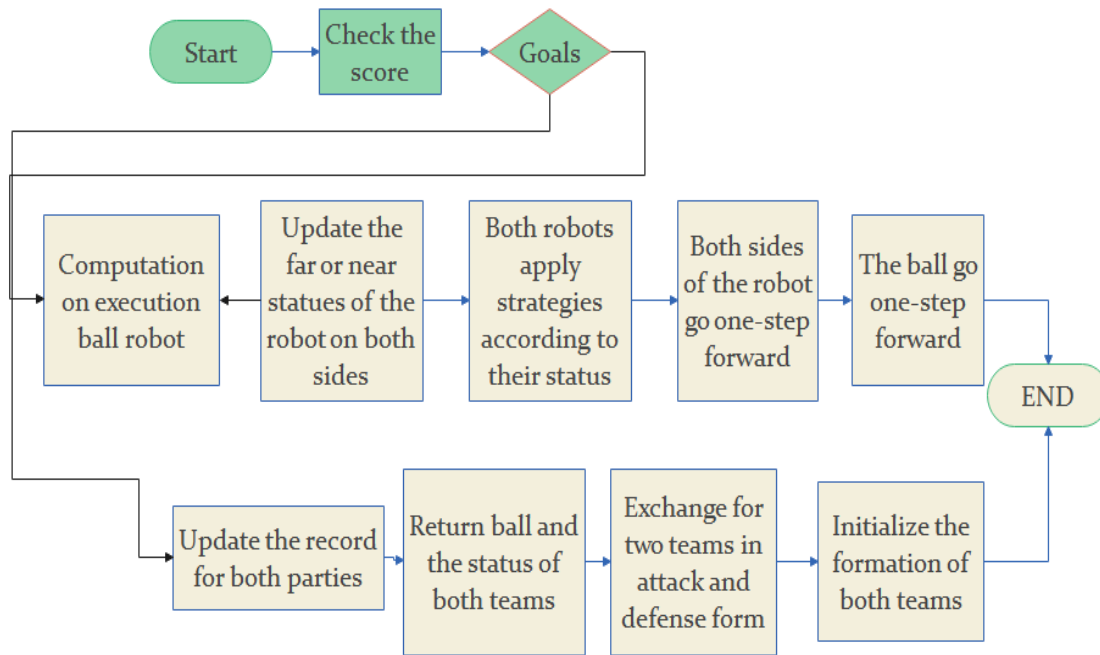 Start
Check the
score
Goals
Computation
on execution
ball robot
Update the
far or near
statues of the
robot on both
sides
Both robots
apply
strategies
according to
their status
Both sides
of the robot
go one-step
forward
The ball go
one-step
forward
END
Update the record
for both parties
Return ball and
the status of
both teams
Exchange for
two teams in
attack and
defense form
Initialize the
formation of
both teams